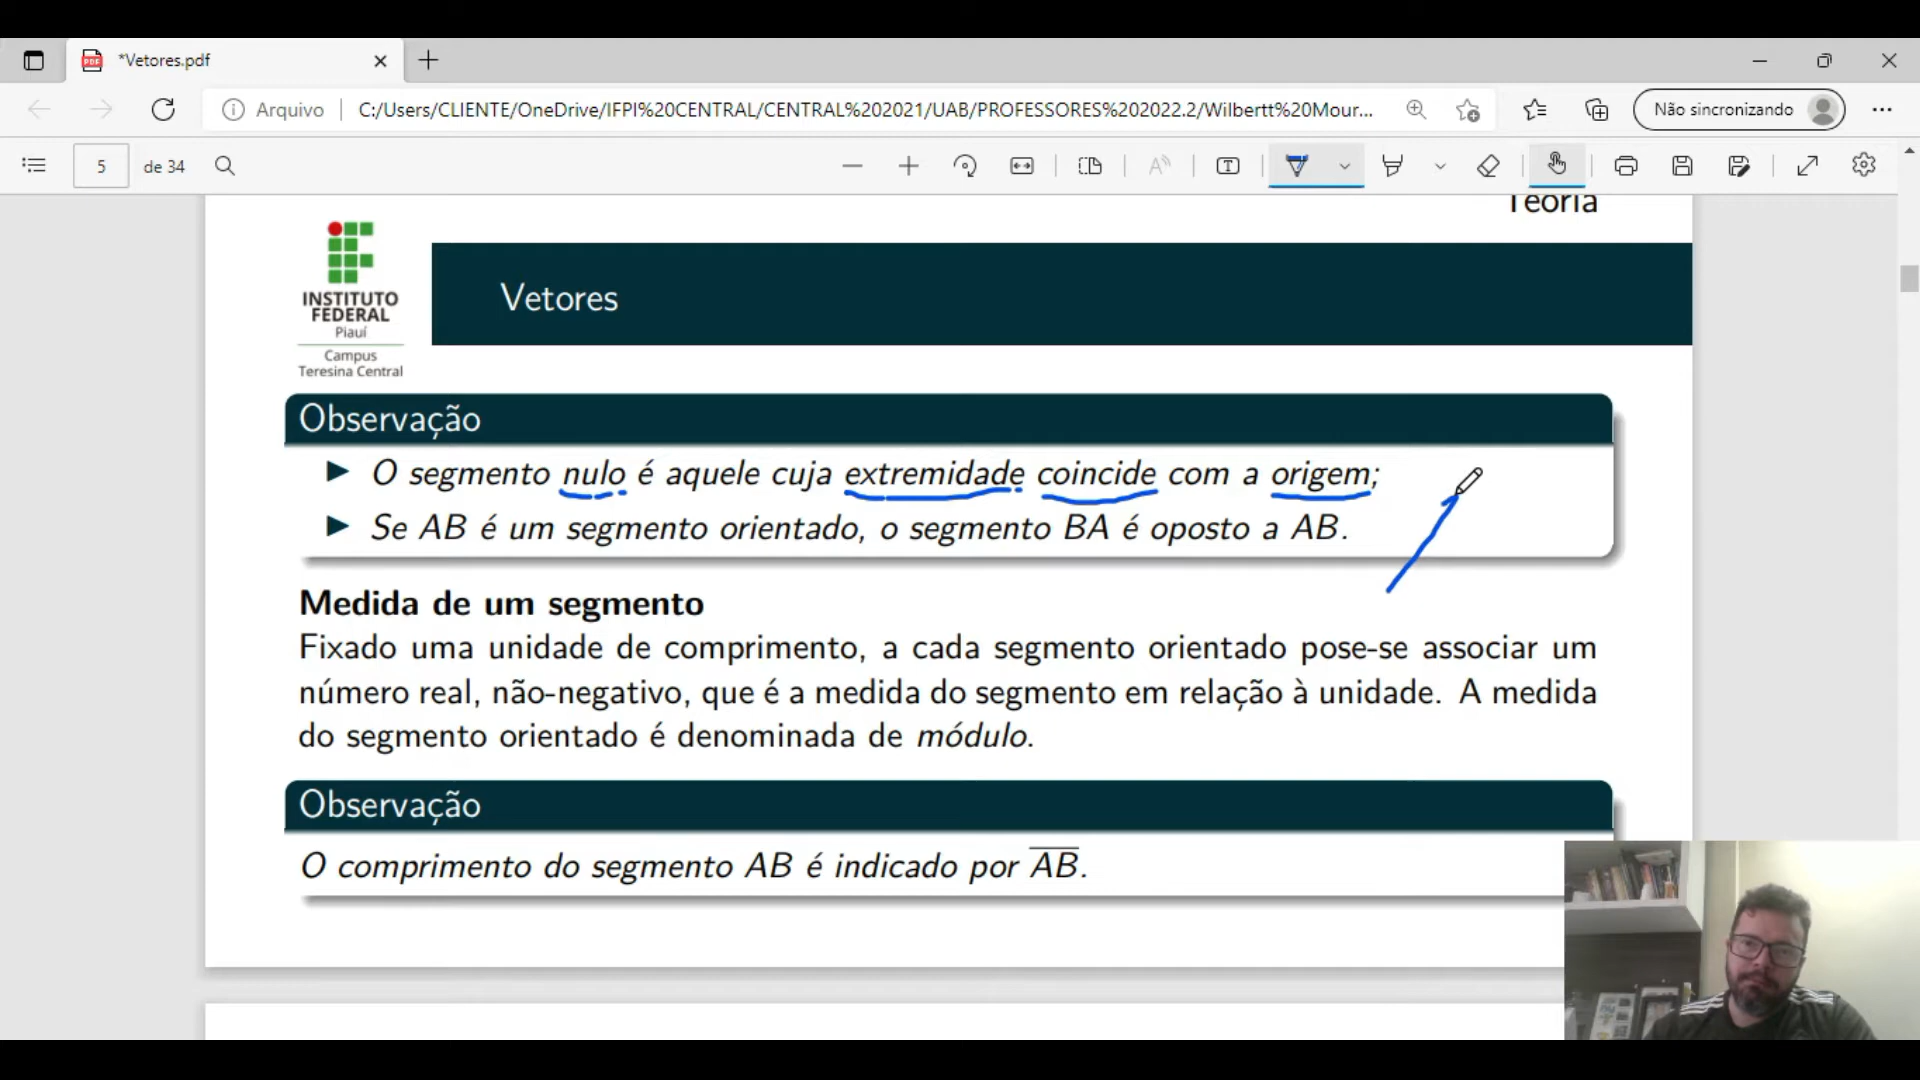 *Vetores.pdf
Arquivo
C:/Users/CLIENTE/OneDrive/IFPI%20CENTRAL/CENTRAL%202021/UAB/PROFESSORES%202022.2/Wilbertt%20Mour...
Não sincronizando
5 de 34
Teoria
INSTITUTO
FEDERAL
Piauí
Campus
Teresina Central
Vetores
Observação
▶ O segmento nulo é aquele cuja extremidade coincide com a origem;
▶ Se AB é um segmento orientado, o segmento BA é oposto a AB.
Medida de um segmento
Fixado uma unidade de comprimento, a cada segmento orientado pose-se associar um
número real, não-negativo, que é a medida do segmento em relação à unidade. A medida
do segmento orientado é denominada de módulo.
Observação
O comprimento do segmento AB é indicado por A̅B̅.